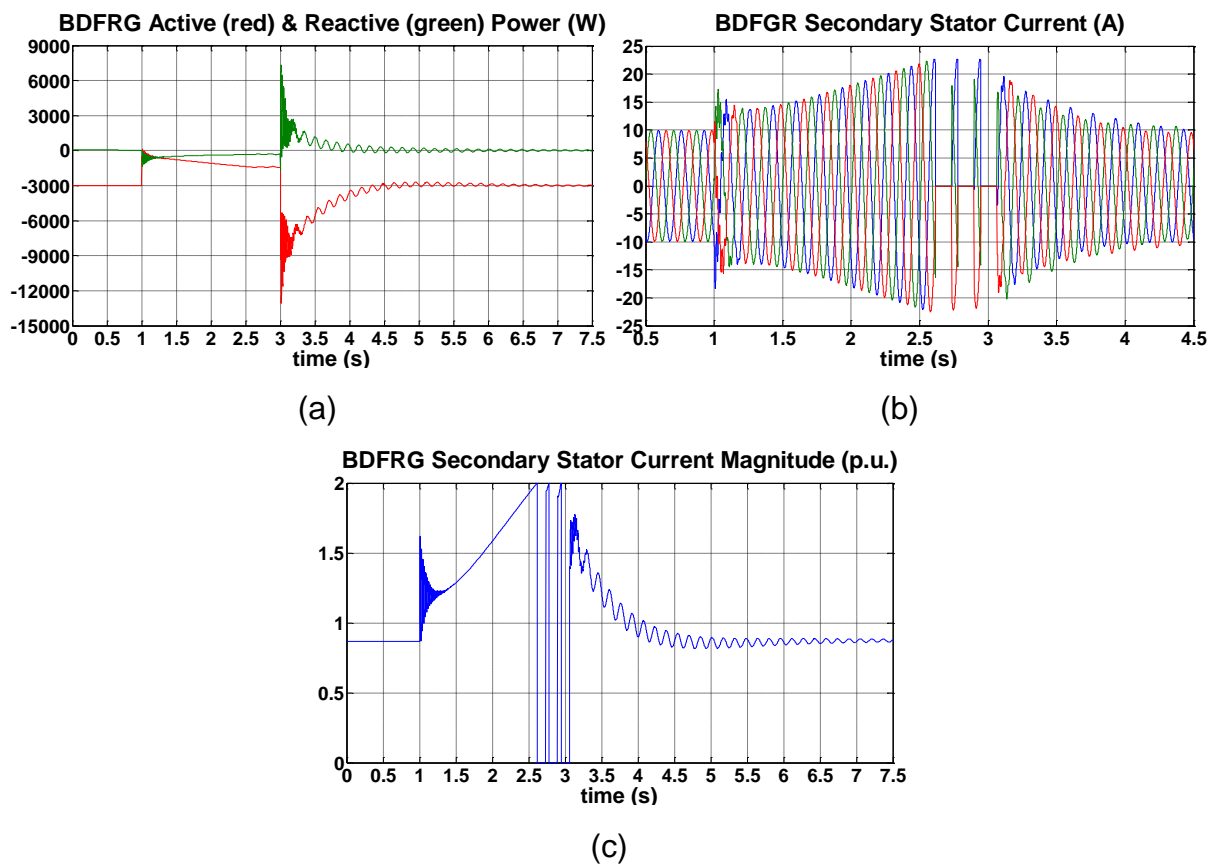 BDFRG Active (red) & Reactive (green) Power (W)
9000
6000
3000
0
-3000
-6000
-9000
-12000
-15000
0 0.5 1 1.5 2 2.5 3 3.5 4 4.5 5 5.5 6 6.5 7 7.5
time (s)
(a)
BDFGR Secondary Stator Current (A)
25
20
15
10
5
0
-5
-10
-15
-20
-25
0.5 1 1.5 2 2.5 3 3.5 4 4.5
time (s)
(b)
BDFRG Secondary Stator Current Magnitude (p.u.)
2
1.5
1
0.5
0
0 0.5 1 1.5 2 2.5 3 3.5 4 4.5 5 5.5 6 6.5 7 7.5
time (s)
(c)